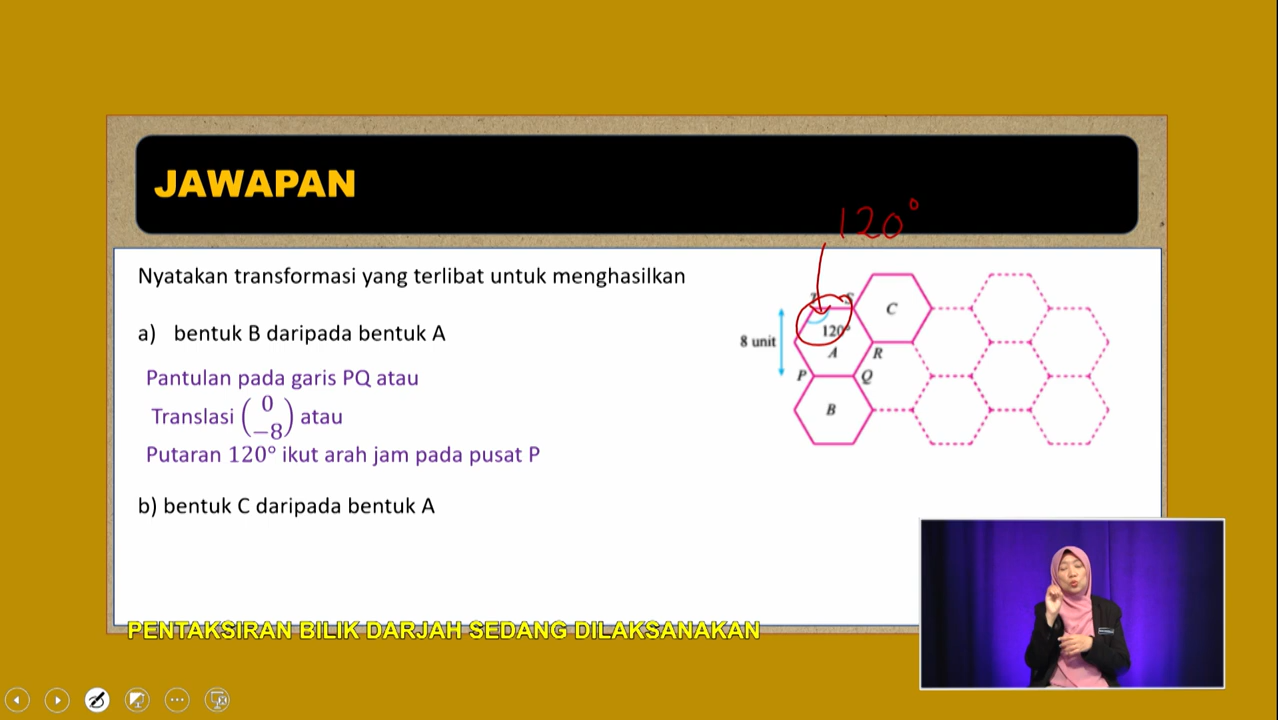 JAWAPAN
120°
Nyatakan transformasi yang terlibat untuk menghasilkan
a) bentuk B daripada bentuk A
Pantulan pada garis PQ atau
Translasi (0 −8) atau
Putaran 120° ikut arah jam pada pusat P
b) bentuk C daripada bentuk A
S
C
120°
8 unit
A
R
P
Q
B
PENTAKSIRAN BILIK DARJAH SEDANG DILAKSANAKAN